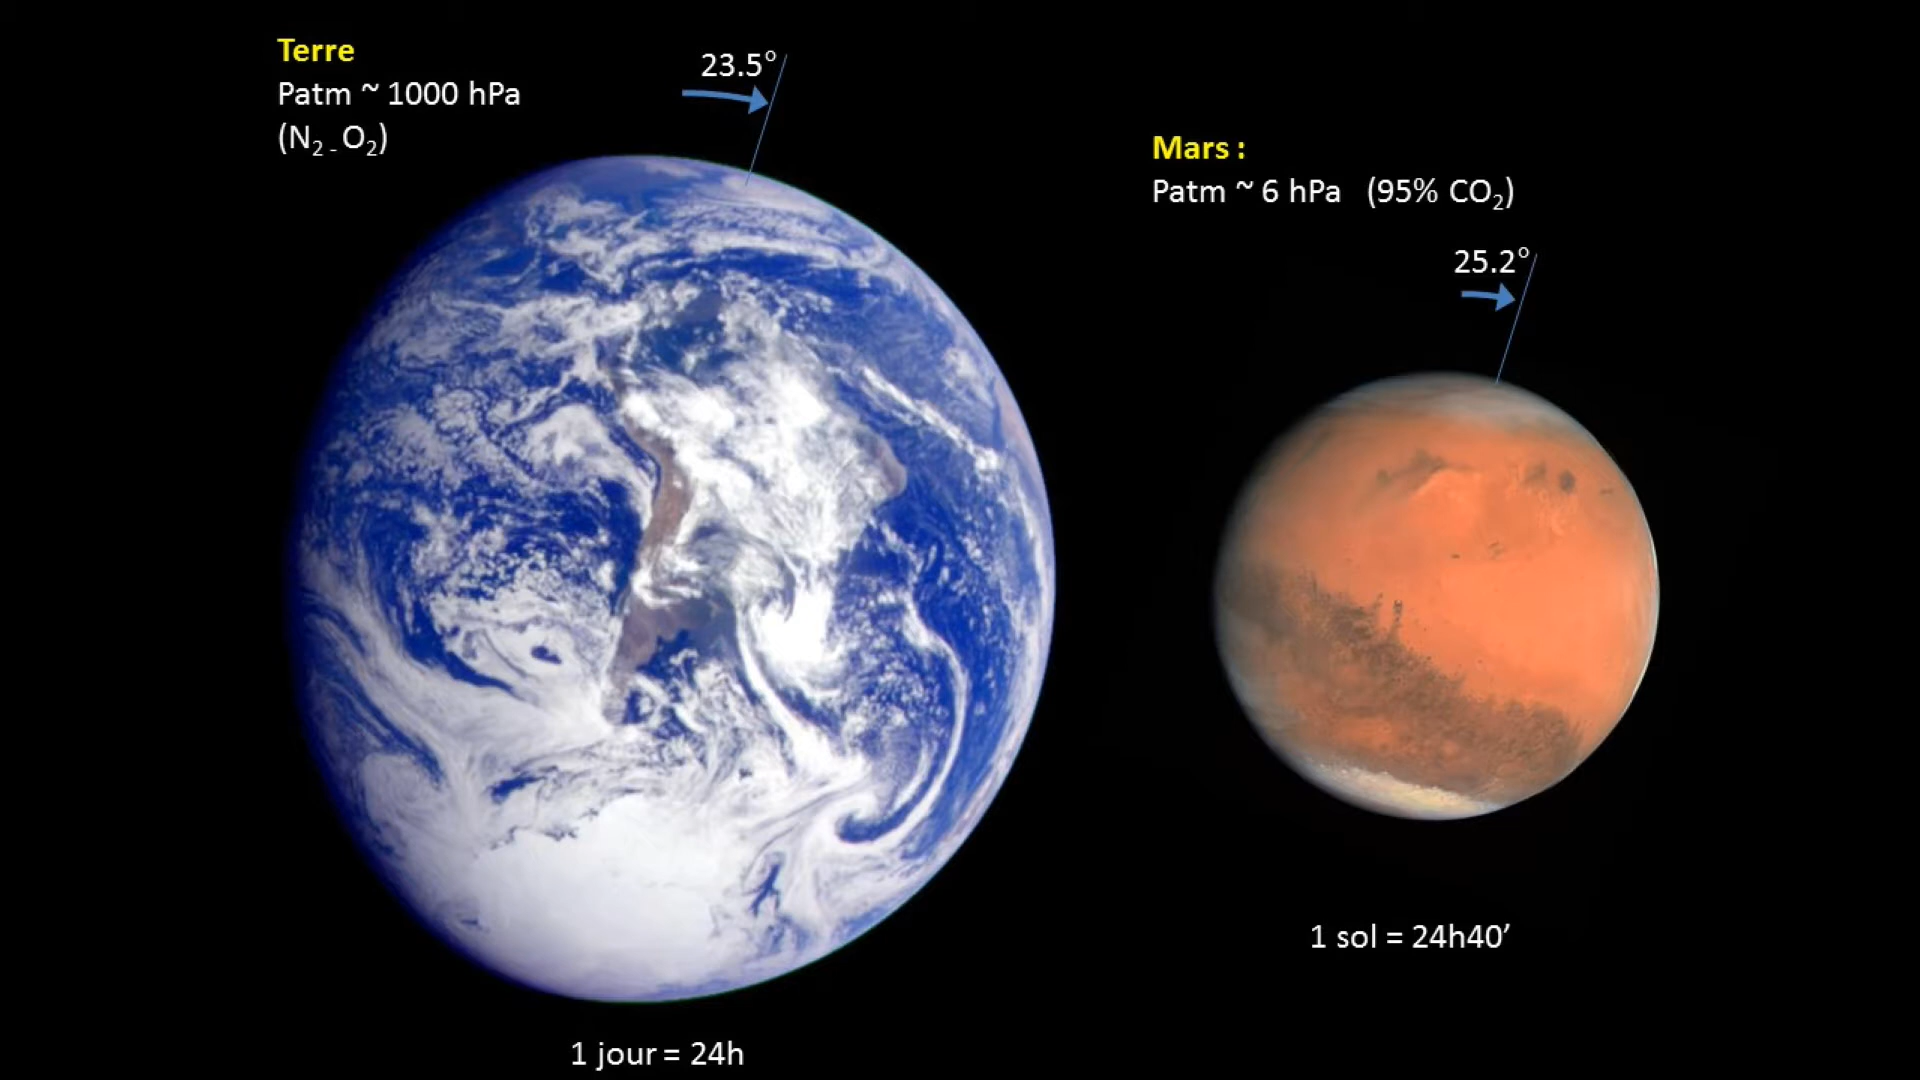 Terre
Patm ~ 1000 hPa
(N₂ - O₂)
23.5°
Mars :
Patm ~ 6 hPa (95% CO₂)
25.2°
1 sol = 24h40’
1 jour = 24h